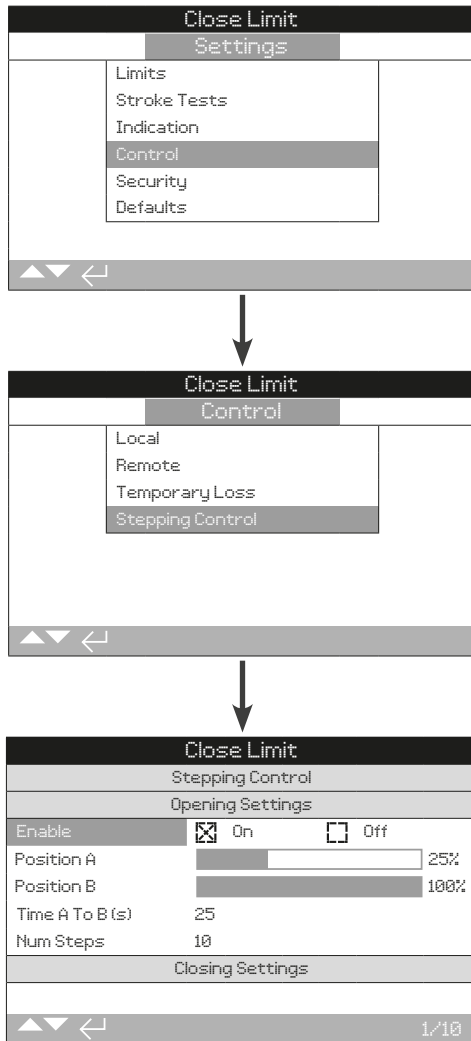 Close Limit
Settings
Limits
Stroke Tests
Indication
Control
Security
Defaults
Close Limit
Control
Local
Remote
Temporary Loss
Stepping Control
Close Limit
Stepping Control
Opening Settings
Enable On Off
Position A 25%
Position B 100%
Time A To B (s) 25
Num Steps 10
Closing Settings
1/10